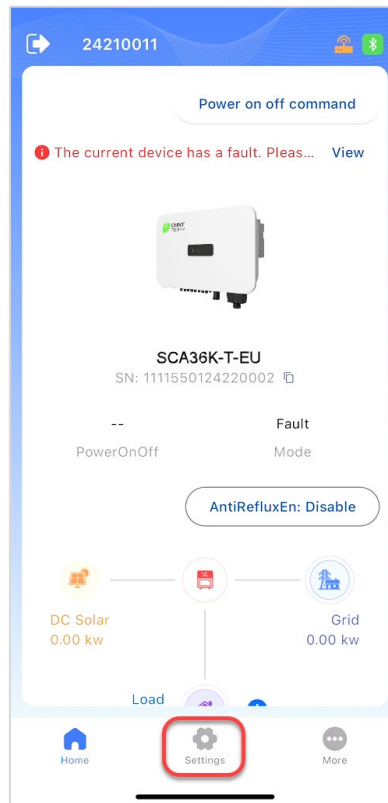 24210011
Power on off command
The current device has a fault. Pleas... View
CHNT
SCA36K-T-EU
SN: 1111550124220002
-- Fault
PowerOnOff Mode
AntiRefluxEn: Disable
DC Solar Grid
0.00 kw 0.00 kw
Load
Home Settings More